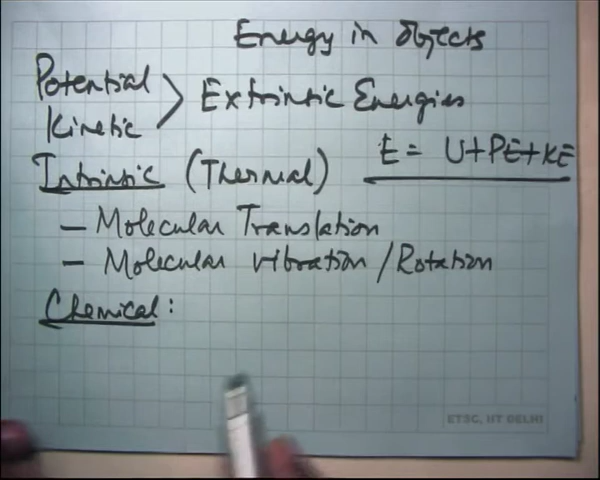 Energy in objects
Potential
Kinetic > Extrintic Energies
Intrinsic (Thermal) E = U+PE+KE
- Molecular Translation
- Molecular vibration / Rotation
Chemical:
ETSC, IIT DELHI